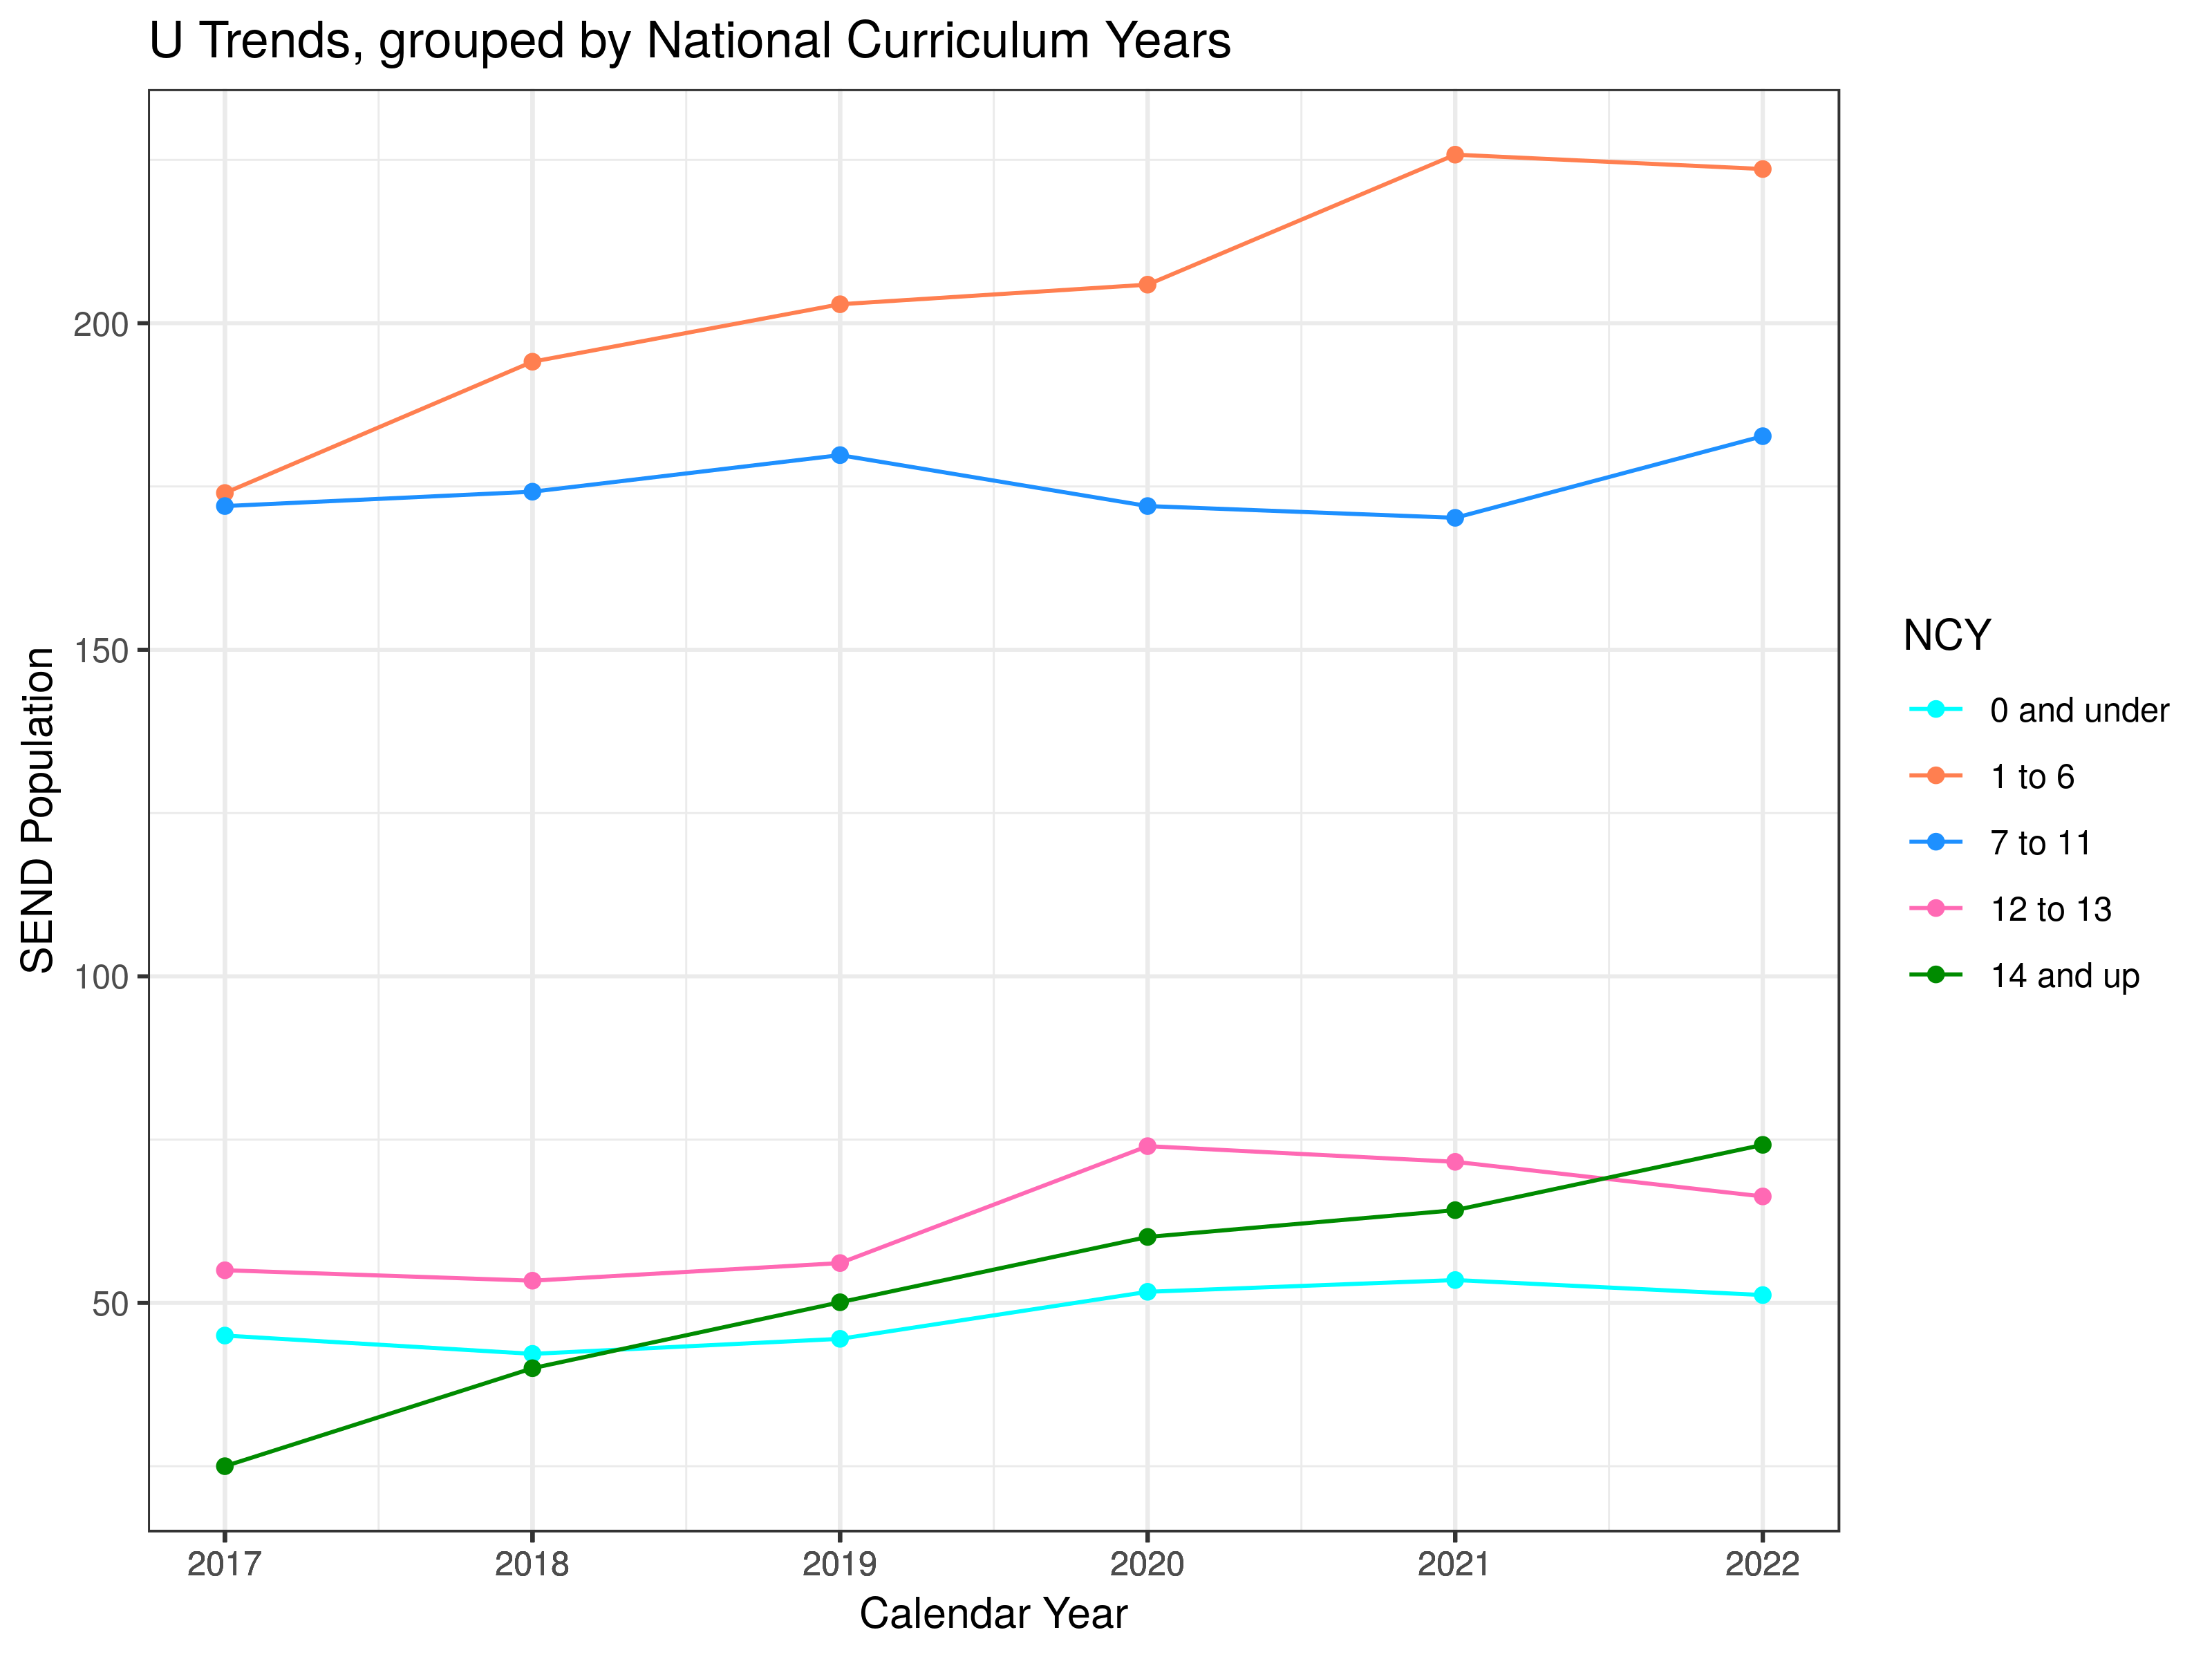 U Trends, grouped by National Curriculum Years
SEND Population
200
150
100
50
2017 2018 2019 2020 2021 2022
Calendar Year
NCY
0 and under
1 to 6
7 to 11
12 to 13
14 and up